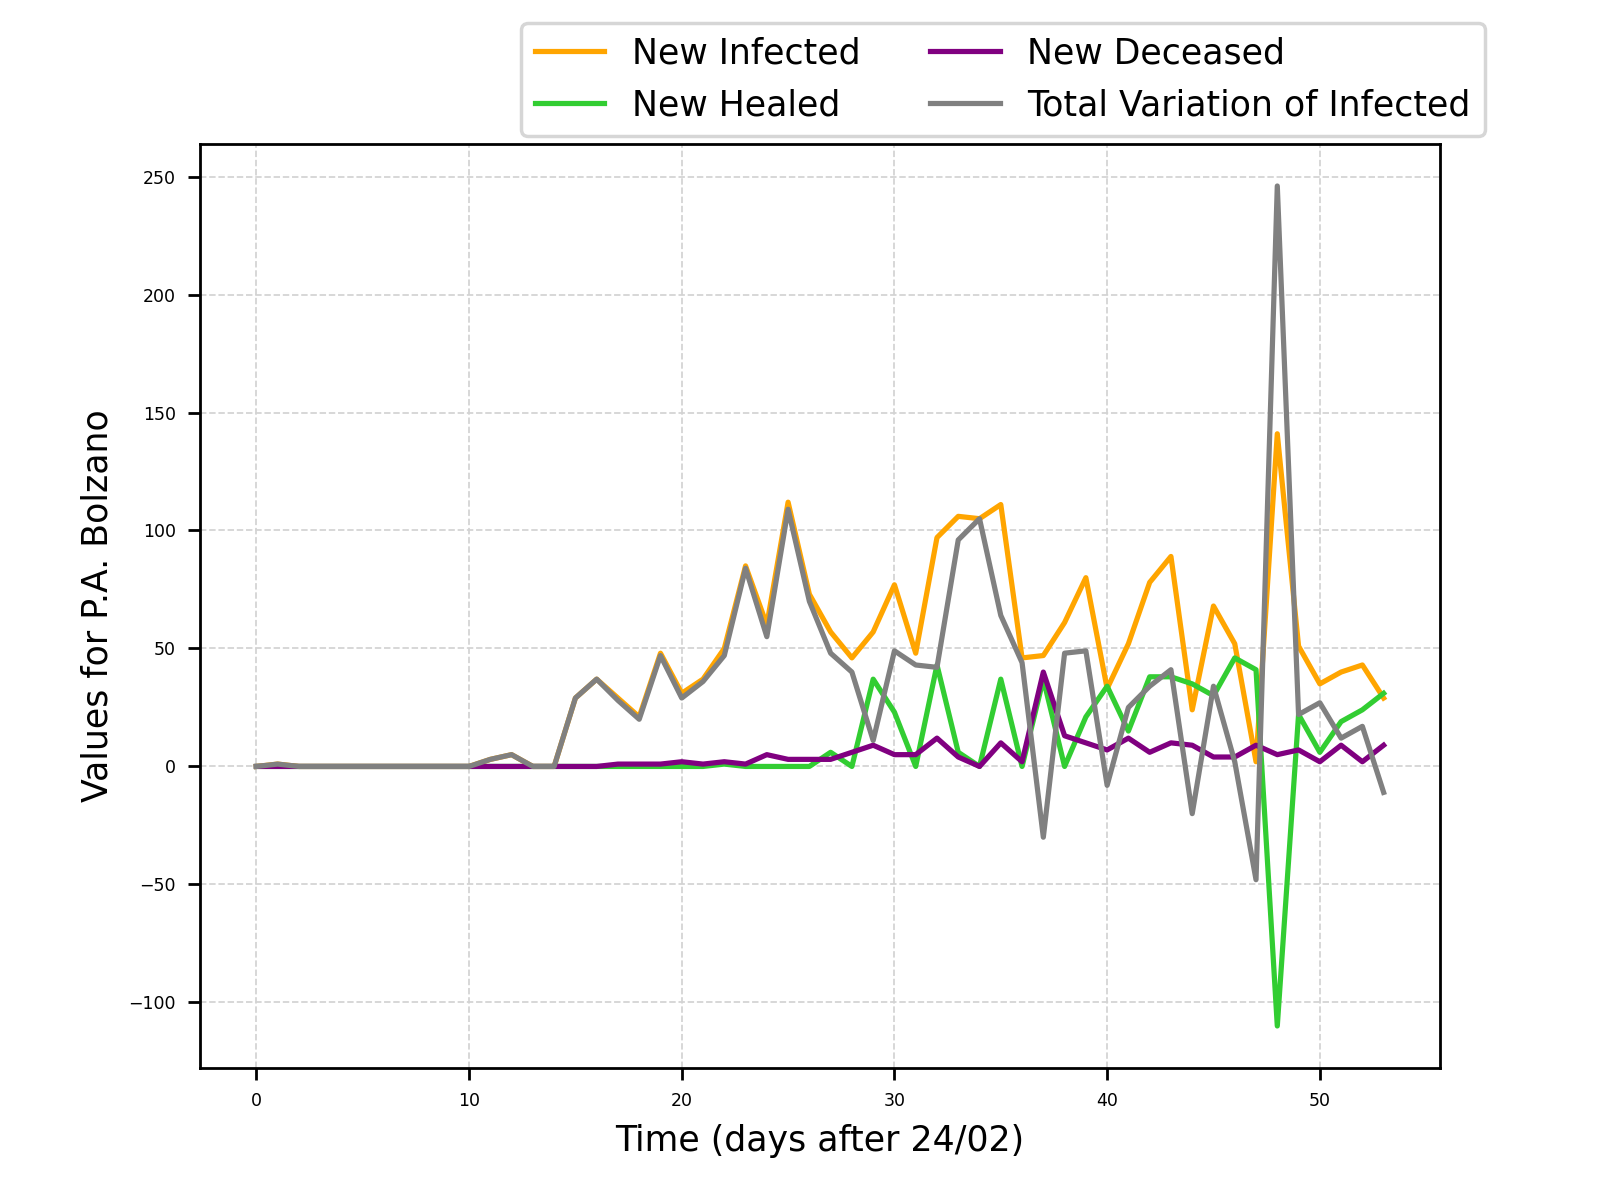 New Infected
New Healed
New Deceased
Total Variation of Infected
250
200
150
100
50
0
−50
−100
Values for P.A. Bolzano
0 10 20 30 40 50
Time (days after 24/02)